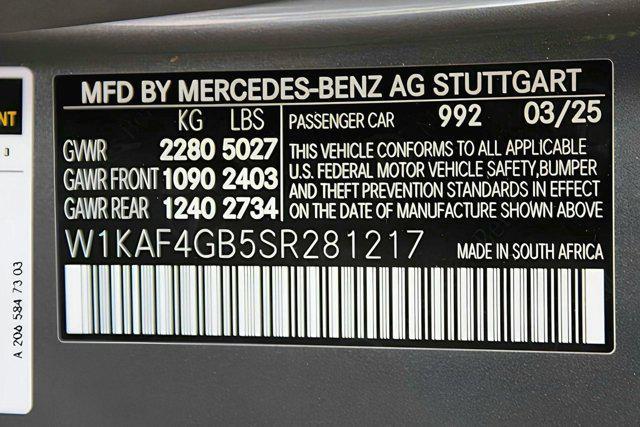 MFD BY MERCEDES-BENZ AG STUTTGART
KG LBS
GVWR 2280 5027
GAWR FRONT 1090 2403
GAWR REAR 1240 2734
PASSENGER CAR 992 03/25
THIS VEHICLE CONFORMS TO ALL APPLICABLE
U.S. FEDERAL MOTOR VEHICLE SAFETY,BUMPER
AND THEFT PREVENTION STANDARDS IN EFFECT
ON THE DATE OF MANUFACTURE SHOWN ABOVE
W1KAF4GB5SR281217 MADE IN SOUTH AFRICA
NT
3
A 206 584 73 03